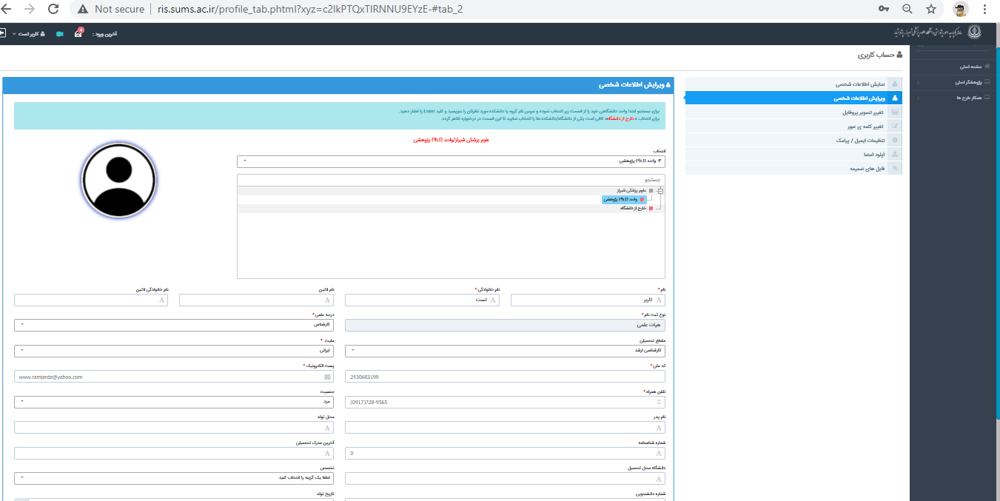 Not secure
ris.sums.ac.ir/profile_tab.phtml?xyz=c2lkPTQxTlRNNU9EYzE-#tab_2
آخرین ورود :
کاربر تست
حساب کاربری
صفحه اصلی
پژوهشگر اصلی
همکار طرح ها
نمایش اطلاعات شخصی
ویرایش اطلاعات شخصی
تغییر تصویر پروفایل
تغییر کلمه ی عبور
تنظیمات ایمیل / پیامک
آپلود امضا
فایل های ضمیمه
ویرایش اطلاعات شخصی
برای جستجو ابتدا واحد دانشگاهی خود را از قسمت زیر انتخاب نموده و سپس نام گروه یا دانشکده مورد نظرتان را بنویسید و کلید Enter را فشار دهید.
برای انتخاب «خارج از دانشگاه» کافی است یکی از دانشگاه/دانشکده ها را انتخاب نمایید تا این قسمت در درختواره ظاهر گردد.
علوم پزشکی شیراز/واحد Ph.D پژوهشی
انتخاب
۴- واحد Ph.D پژوهشی
جستجو
علوم پزشکی شیراز
واحد Ph.D پژوهشی
خارج از دانشگاه
نام *
نام خانوادگی *
نام لاتین
نام خانوادگی لاتین
کاربر
تست
نوع ثبت نام *
درجه علمی *
هیات علمی
کارشناس
مقطع تحصیلی
ملیت *
کارشناسی ارشد
ایرانی
کد ملی *
پست الکترونیک *
2430683199
www.ramjerde@yahoo.com
تلفن همراه *
جنسیت
(0917)728-9565
مرد
نام پدر
محل تولد
شماره شناسنامه
آخرین مدرک تحصیلی
0
دانشگاه محل تحصیل
تخصص
لطفا یک گزینه را انتخاب کنید
شماره دانشجویی
تاریخ تولد